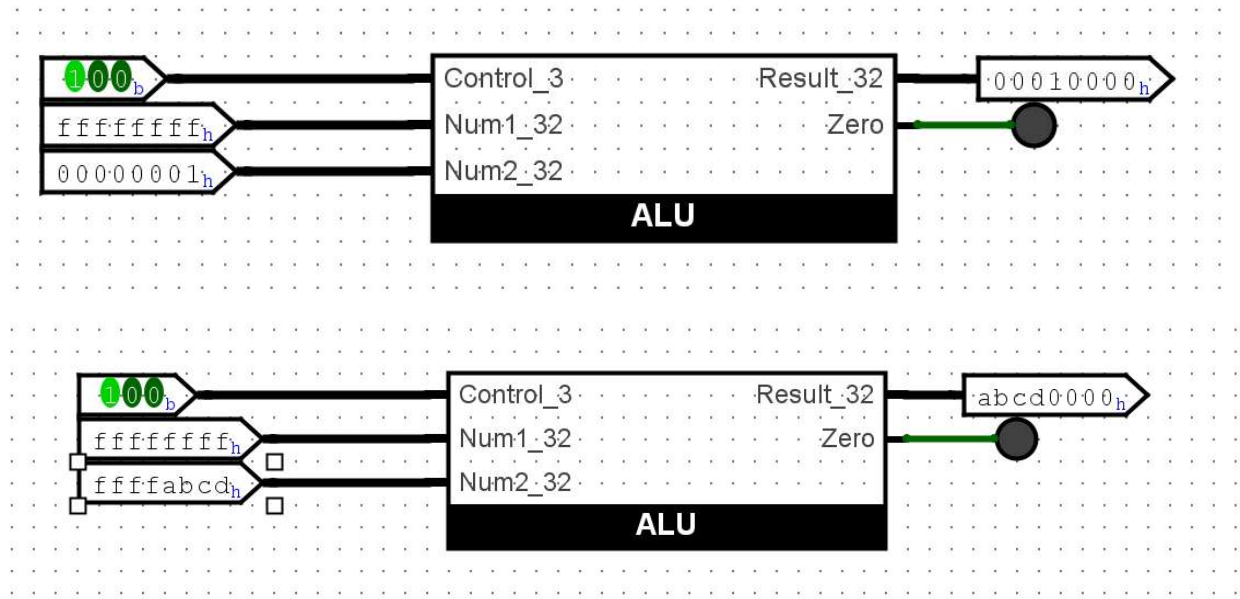 100b Control_3 Result_32 00010000h
ffffffffh Num1_32 Zero
00000001h Num2_32
ALU
100b Control_3 Result_32 abcd0000h
ffffffffh Num1_32 Zero
ffffabcdh Num2_32
ALU